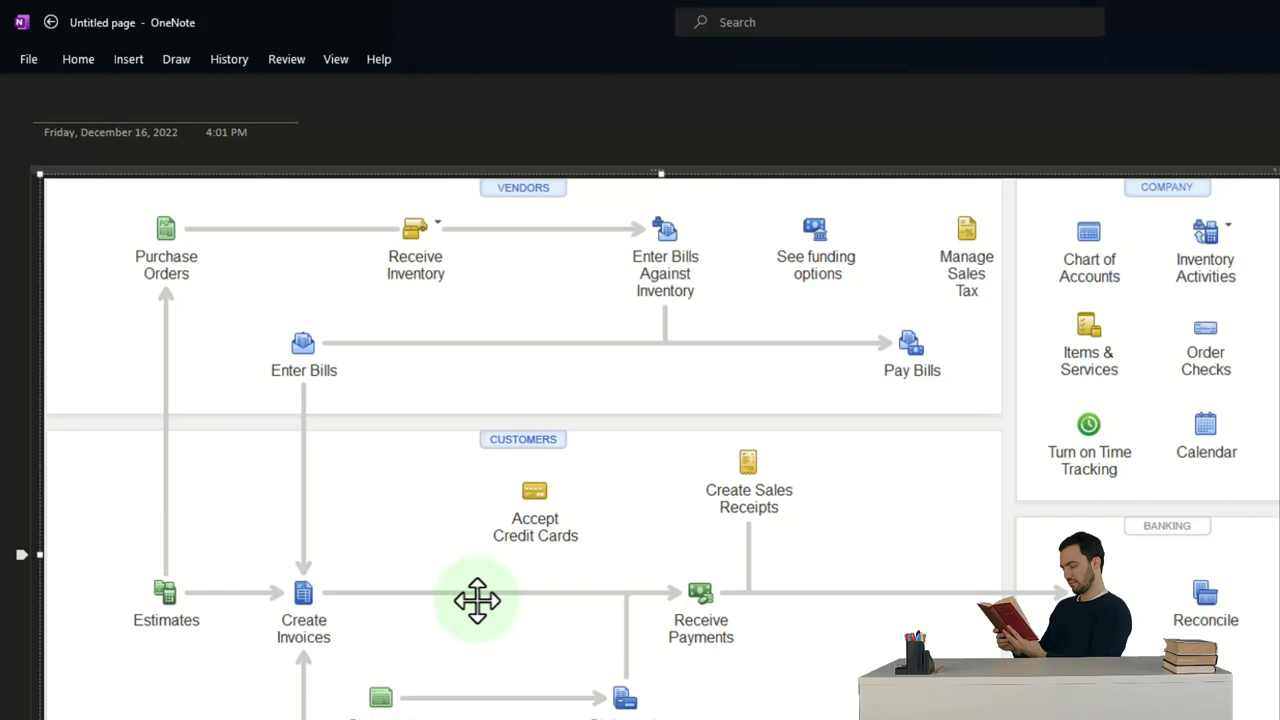 Untitled page - OneNote
Search
File Home Insert Draw History Review View Help
Friday, December 16, 2022 4:01 PM
VENDORS
Purchase
Orders
Receive
Inventory
Enter Bills
Against
Inventory
See funding
options
Manage
Sales
Tax
Enter Bills
Pay Bills
COMPANY
Chart of
Accounts
Inventory
Activities
Items &
Services
Order
Checks
Turn on Time
Tracking
Calendar
CUSTOMERS
Accept
Credit Cards
Create Sales
Receipts
Estimates
Create
Invoices
Receive
Payments
BANKING
Reconcile